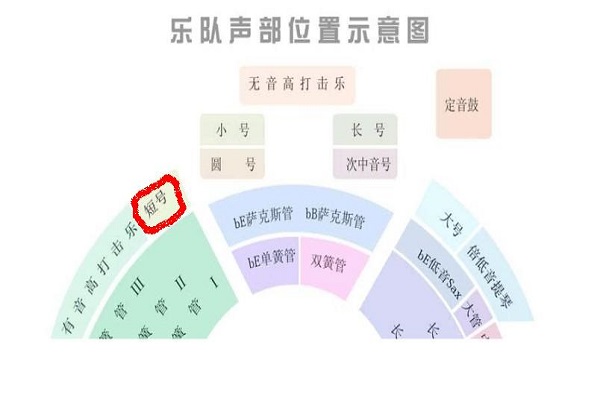 乐队声部位置示意图
无音高打击乐
定音鼓
小 号
长 号
圆 号
次中音号
短号
有音高打击乐
bE萨克斯管
bB萨克斯管
bE单簧管
双簧管
大号
倍低音提琴
bE低音Sax
大管
管 III
管 II
管 I
长
长